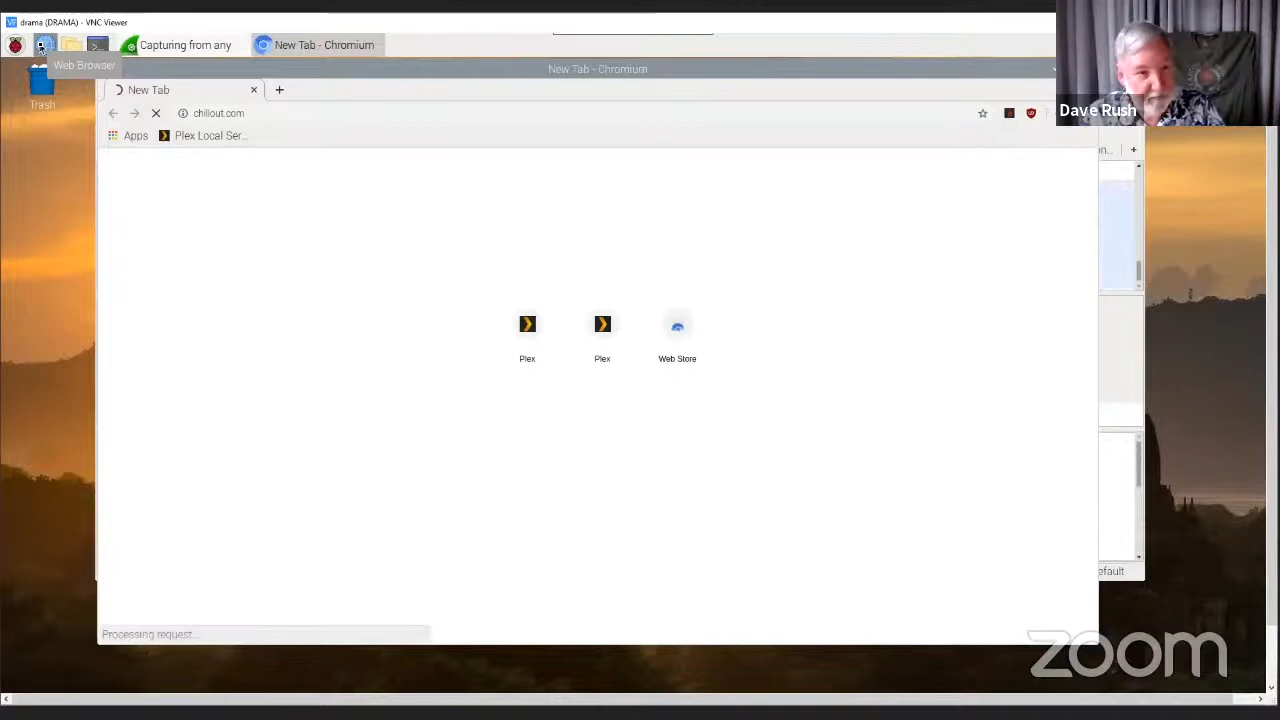 drama (DRAMA) - VNC Viewer
Capturing from any
New Tab - Chromium
Web Browser
New Tab - Chromium
Trash
New Tab
chillout.com
Apps
Plex Local Ser...
Dave Rush
on...
Plex
Plex
Web Store
efault
Processing request...
zoom